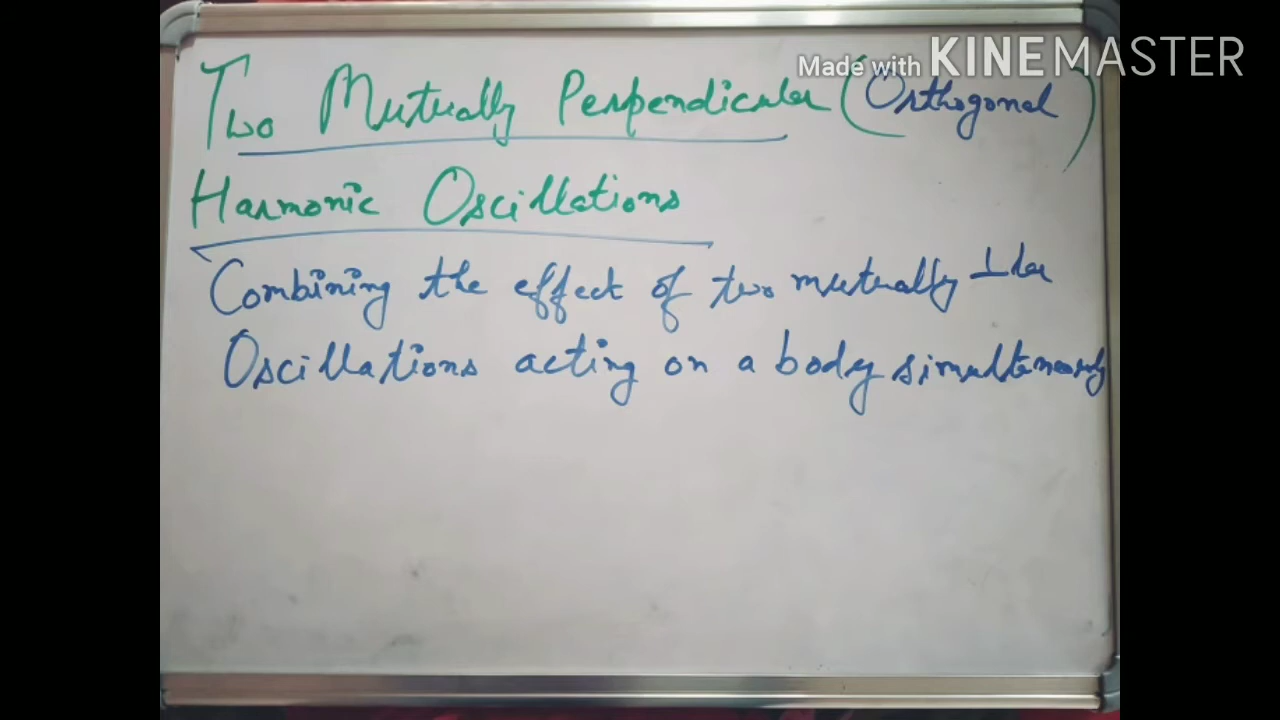 Made with KINEMASTER
Two Mutually Perpendicular (Orthogonal)
Harmonic Oscillations
Combining the effect of two mutually ⊥lar
Oscillations acting on a body simulteneously